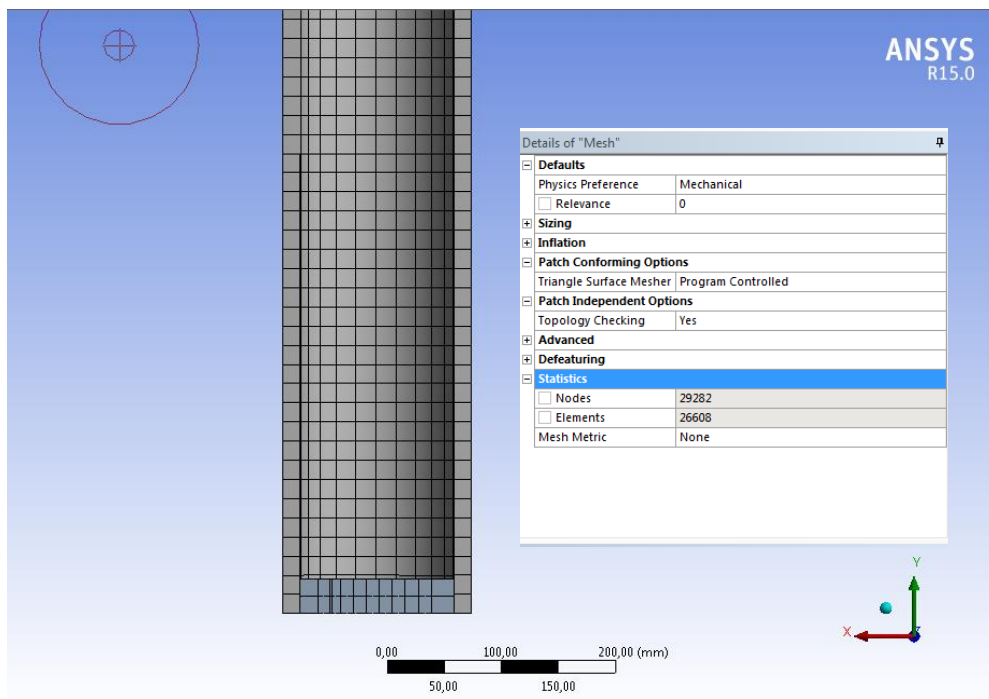 ANSYS
R15.0
Details of "Mesh"
Defaults
Physics Preference Mechanical
Relevance 0
Sizing
Inflation
Patch Conforming Options
Triangle Surface Mesher Program Controlled
Patch Independent Options
Topology Checking Yes
Advanced
Defeaturing
Statistics
Nodes 29282
Elements 26608
Mesh Metric None
Y
X
Z
0,00 100,00 200,00 (mm)
50,00 150,00